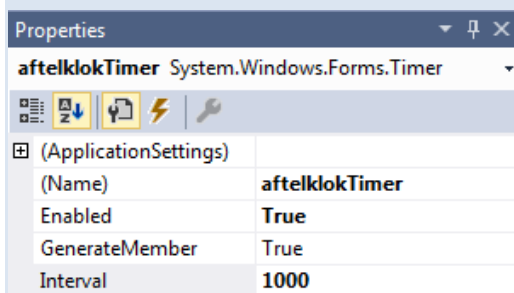 Properties
aftelklokTimer System.Windows.Forms.Timer
(ApplicationSettings)
(Name) aftelklokTimer
Enabled True
GenerateMember True
Interval 1000